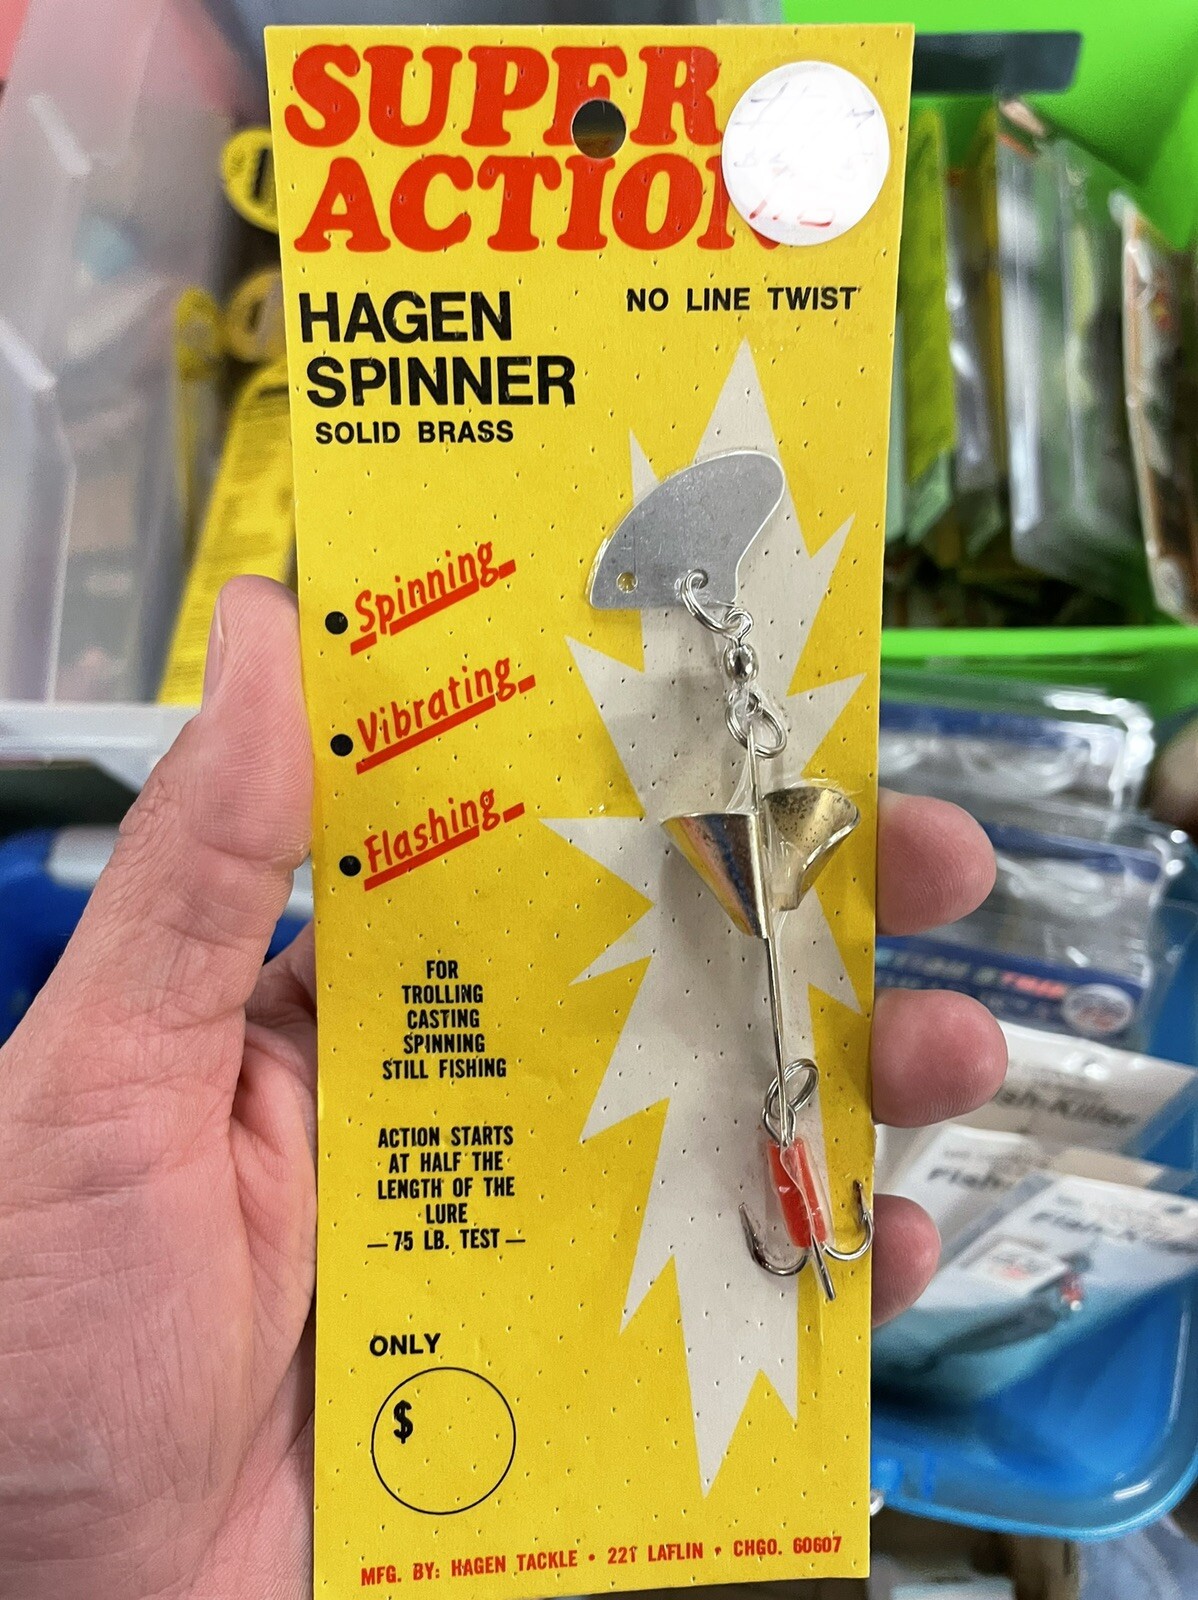 SUPER
ACTION
HAGEN
SPINNER
SOLID BRASS
NO LINE TWIST
Spinning
Vibrating
Flashing
FOR
TROLLING
CASTING
SPINNING
STILL FISHING
ACTION STARTS
AT HALF THE
LENGTH OF THE
LURE
— 75 LB. TEST —
ONLY
$
MFG. BY: HAGEN TACKLE • 221 LAFLIN • CHGO. 60607
Fish-Killer